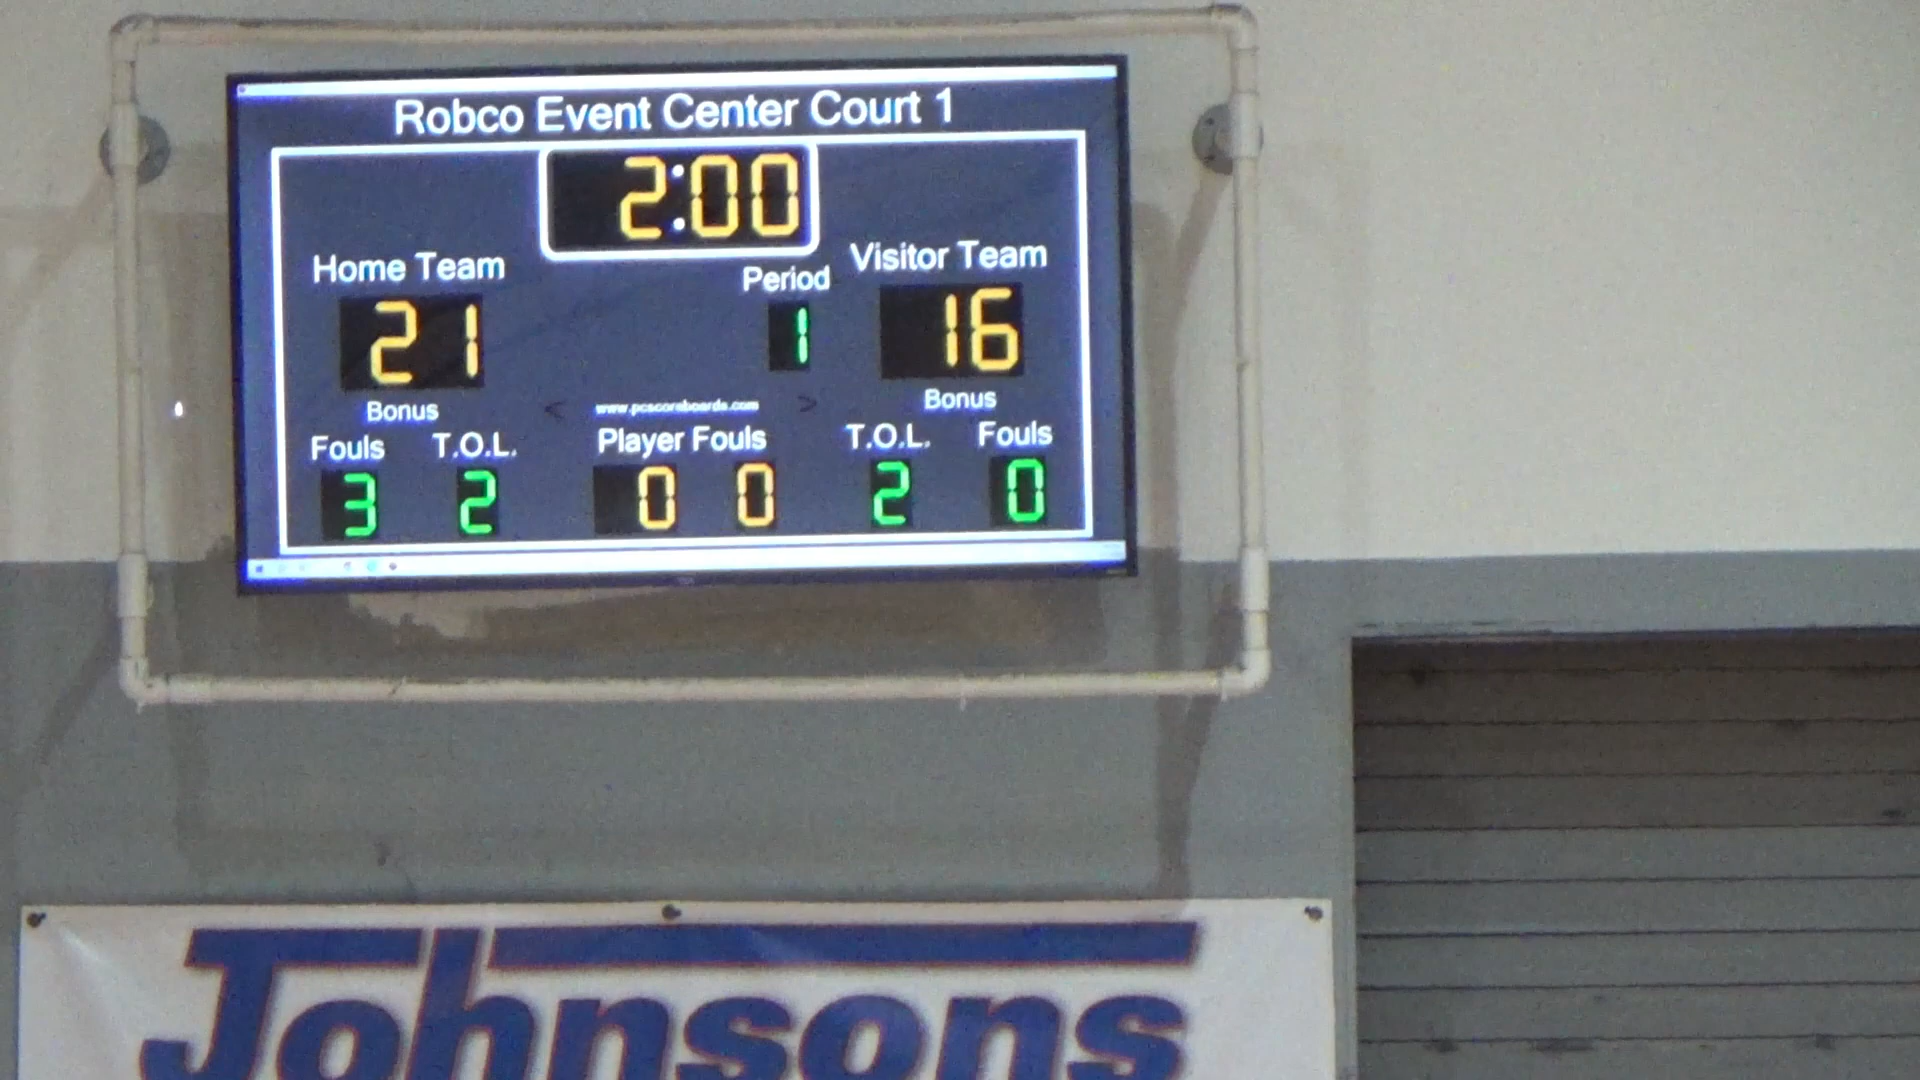 Robco Event Center Court 1
2:00
Home Team
Period
Visitor Team
21
1
16
Bonus
www.pcscoreboards.com
Bonus
Fouls
T.O.L.
Player Fouls
T.O.L.
Fouls
3
2
0
0
2
0
Johnsons